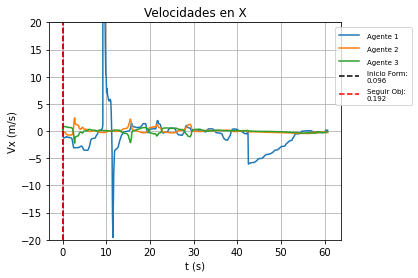 Velocidades en X
20
15
10
5
0
−5
−10
−15
−20
Vx (m/s)
0
10
20
30
40
50
60
t (s)
Agente 1
Agente 2
Agente 3
Inicio Form:
0.096
Seguir Obj:
0.192